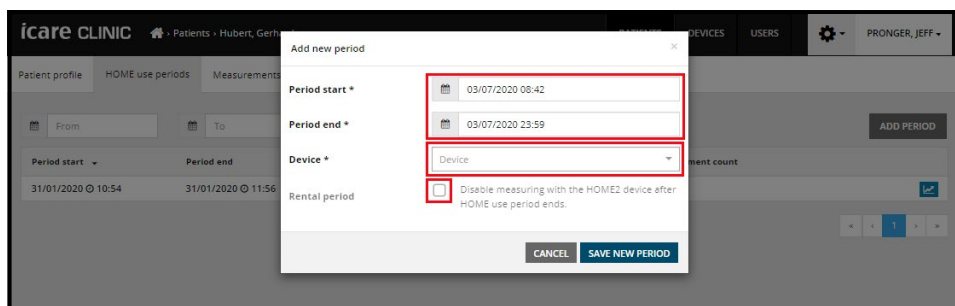 icare CLINIC
Patients › Hubert, Gerh
DEVICES
USERS
PRONGER, JEFF
Patient profile
HOME use periods
Measurements
Add new period
×
Period start *
03/07/2020 08:42
Period end *
03/07/2020 23:59
Device *
Device
Rental period
Disable measuring with the HOME2 device after
HOME use period ends.
CANCEL
SAVE NEW PERIOD
From
To
ADD PERIOD
Period start
Period end
ment count
31/01/2020 10:54
31/01/2020 11:56
« ‹ 1 › »